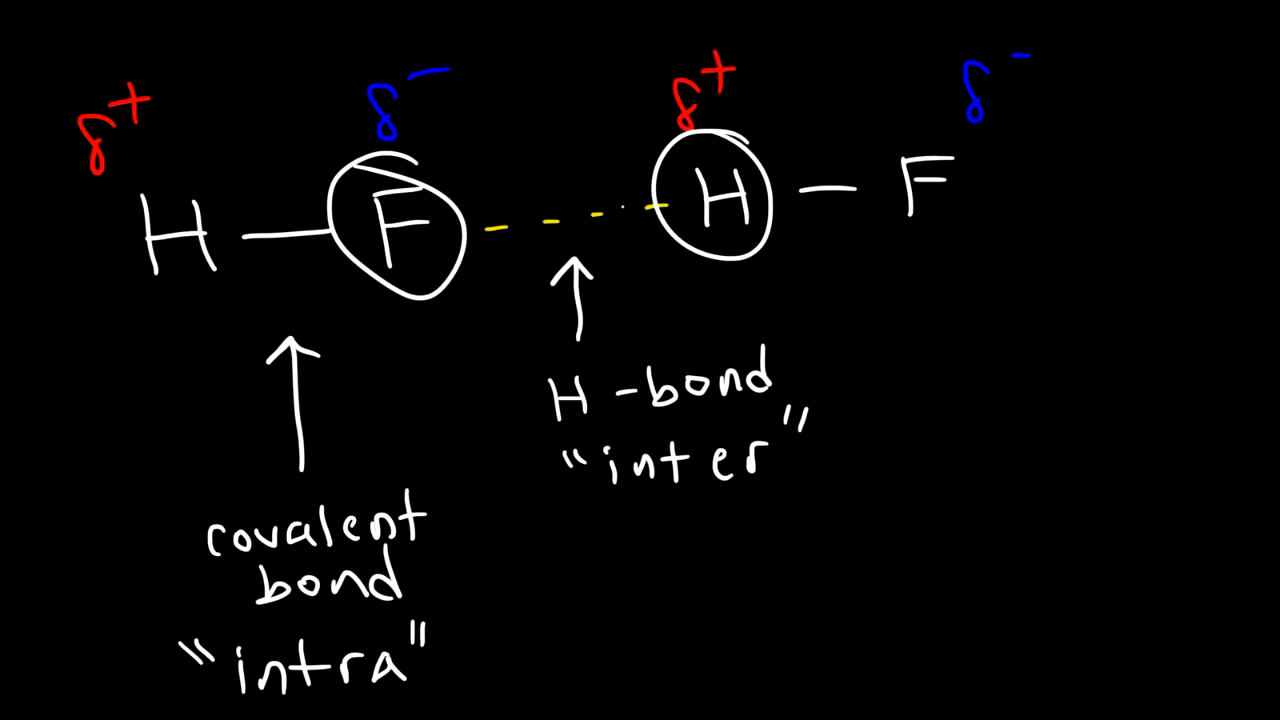 δ+ δ− δ+ δ−
H — F - - - - H — F
H-bond
"inter"
covalent
bond
"intra"